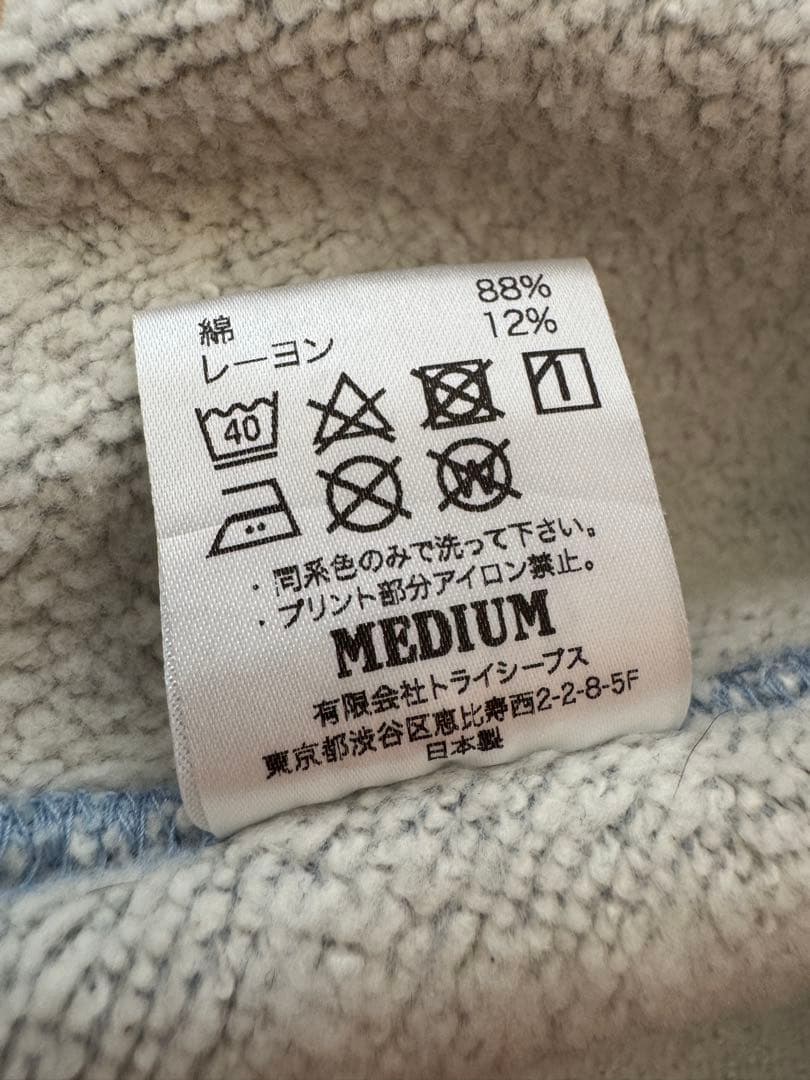 綿 88%
レーヨン 12%
40
W
・同系色のみで洗って下さい。
・プリント部分アイロン禁止。
MEDIUM
有限会社トライシープス
東京都渋谷区恵比寿西2-2-8-5F
日本製